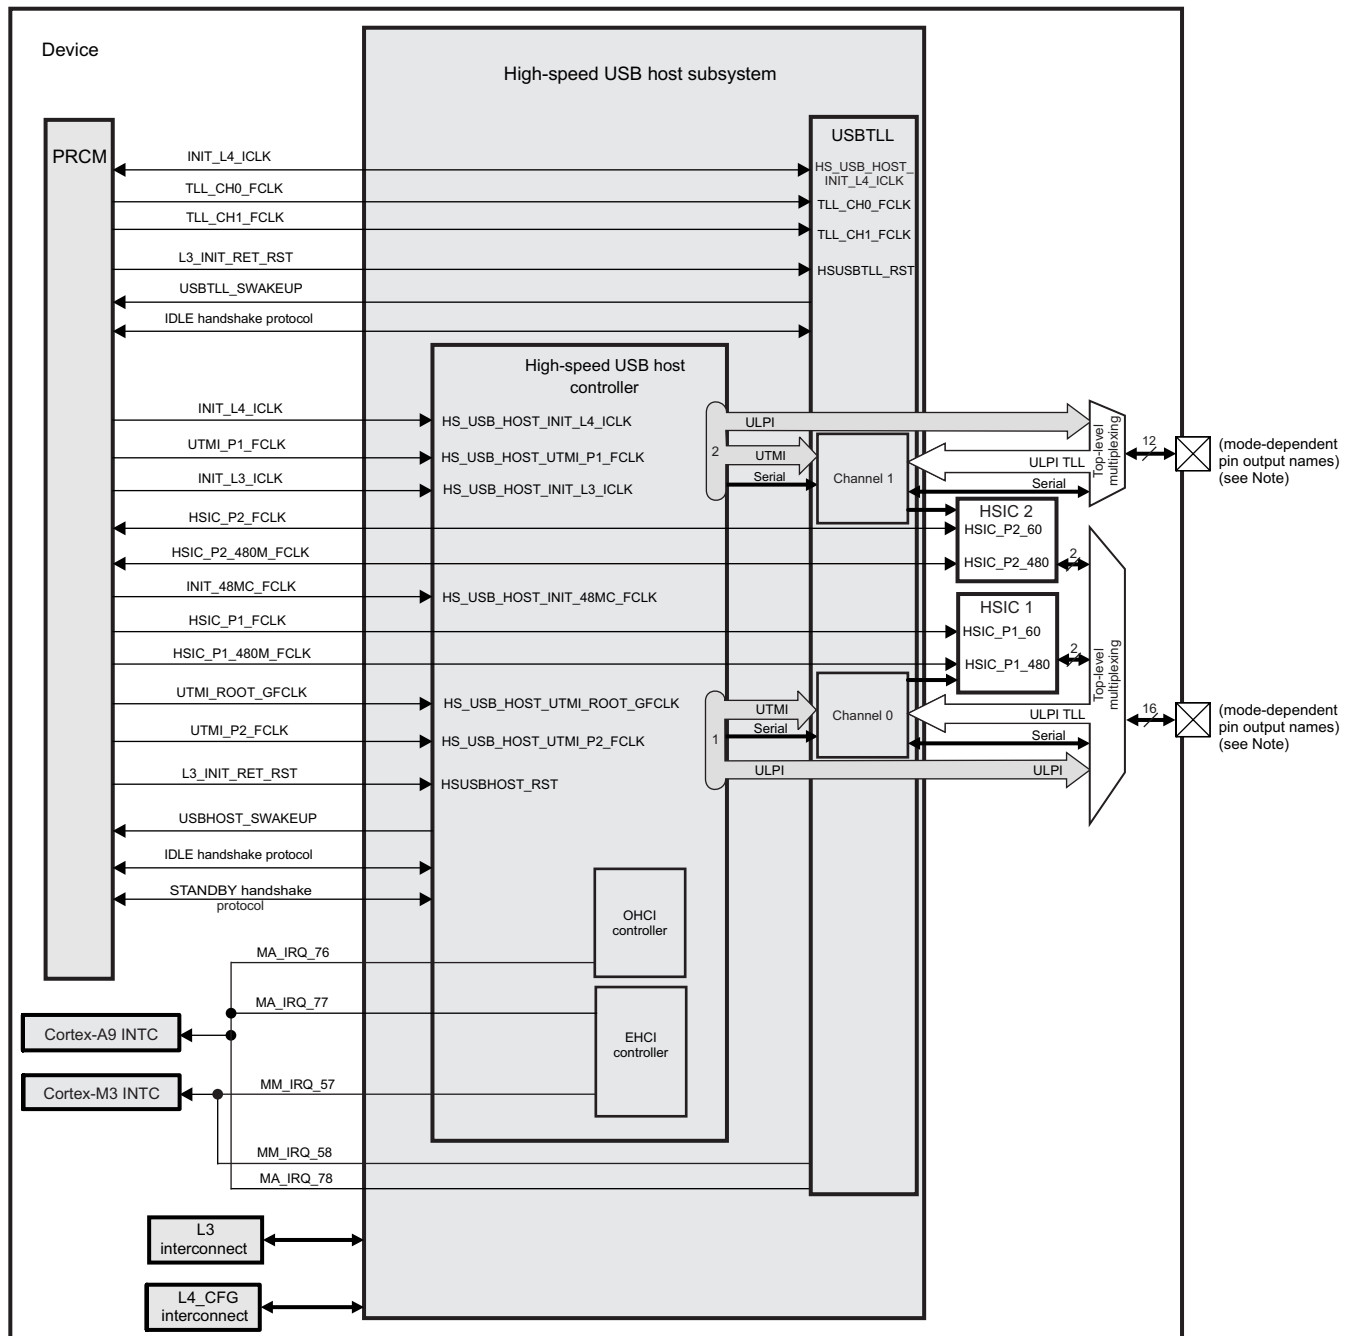 Device
High-speed USB host subsystem
PRCM
USBTLL
INIT_L4_ICLK
HS_USB_HOST_
INIT_L4_ICLK
TLL_CH0_FCLK
TLL_CH0_FCLK
TLL_CH1_FCLK
TLL_CH1_FCLK
L3_INIT_RET_RST
HSUSBTLL_RST
USBTLL_SWAKEUP
IDLE handshake protocol
High-speed USB host
controller
INIT_L4_ICLK
HS_USB_HOST_INIT_L4_ICLK
UTMI_P1_FCLK
HS_USB_HOST_UTMI_P1_FCLK
INIT_L3_ICLK
HS_USB_HOST_INIT_L3_ICLK
2
ULPI
UTMI
Serial
Channel 1
ULPI TLL
Serial
Top-level
multiplexing
12
(mode-dependent
pin output names)
(see Note)
HSIC_P2_FCLK
HSIC 2
HSIC_P2_60
HSIC_P2_480M_FCLK
HSIC_P2_480
2
INIT_48MC_FCLK
HS_USB_HOST_INIT_48MC_FCLK
HSIC 1
HSIC_P1_FCLK
HSIC_P1_60
HSIC_P1_480M_FCLK
HSIC_P1_480
2
Top-level
multiplexing
UTMI_ROOT_GFCLK
HS_USB_HOST_UTMI_ROOT_GFCLK
UTMI_P2_FCLK
HS_USB_HOST_UTMI_P2_FCLK
1
UTMI
Serial
Channel 0
ULPI TLL
Serial
16
(mode-dependent
pin output names)
(see Note)
L3_INIT_RET_RST
HSUSBHOST_RST
ULPI
ULPI
USBHOST_SWAKEUP
IDLE handshake protocol
STANDBY handshake
protocol
OHCI
controller
MA_IRQ_76
MA_IRQ_77
Cortex-A9 INTC
EHCI
controller
Cortex-M3 INTC
MM_IRQ_57
MM_IRQ_58
MA_IRQ_78
L3
interconnect
L4_CFG
interconnect